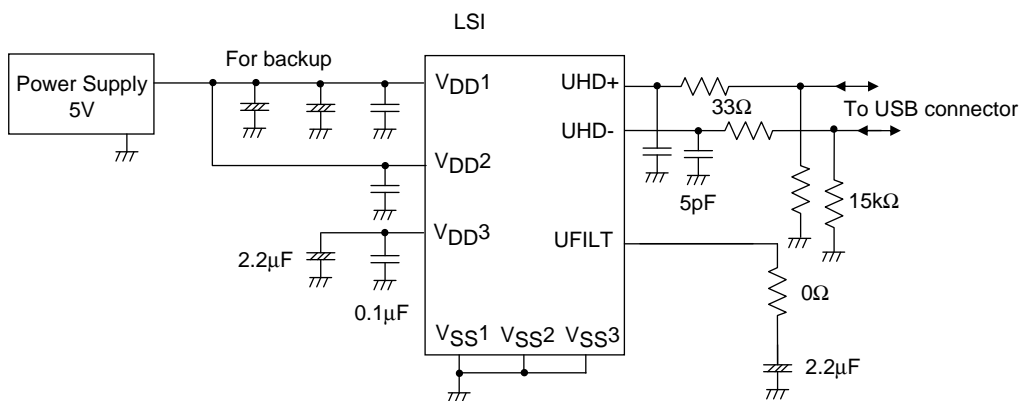 LSI
For backup
Power Supply
5V
VDD1
UHD+
33Ω
To USB connector
UHD-
VDD2
5pF
15kΩ
VDD3
UFILT
2.2μF
0.1μF
0Ω
VSS1
VSS2
VSS3
2.2μF